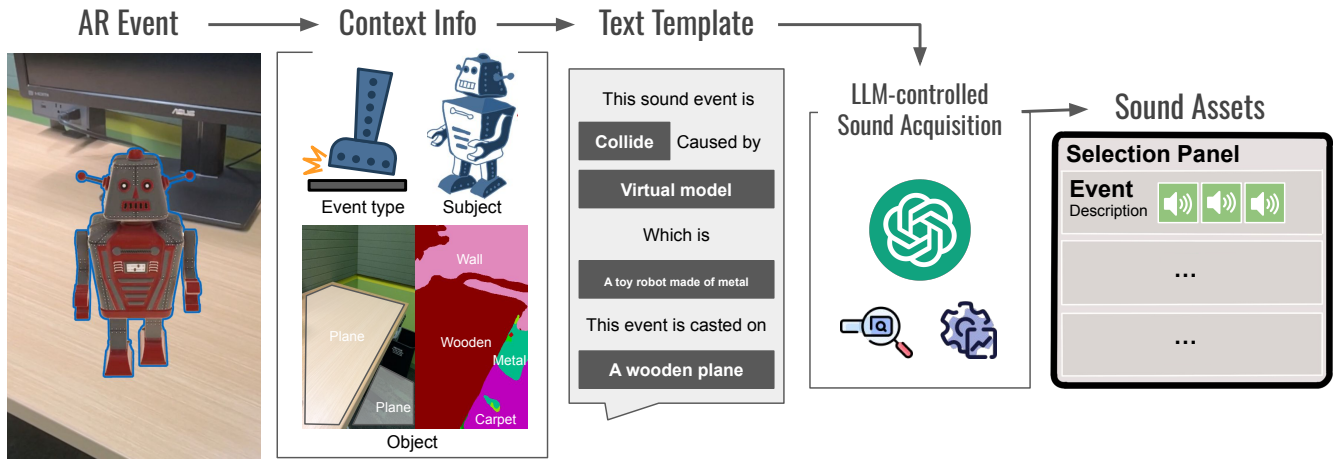 AR Event
Context Info
Text Template
LLM-controlled
Sound Acquisition
Sound Assets
ASUS
Event type
Subject
Wall
Plane
Wooden
Metal
Plane
Carpet
Object
This sound event is
Collide Caused by
Virtual model
Which is
A toy robot made of metal
This event is casted on
A wooden plane
Selection Panel
Event
Description
...
...